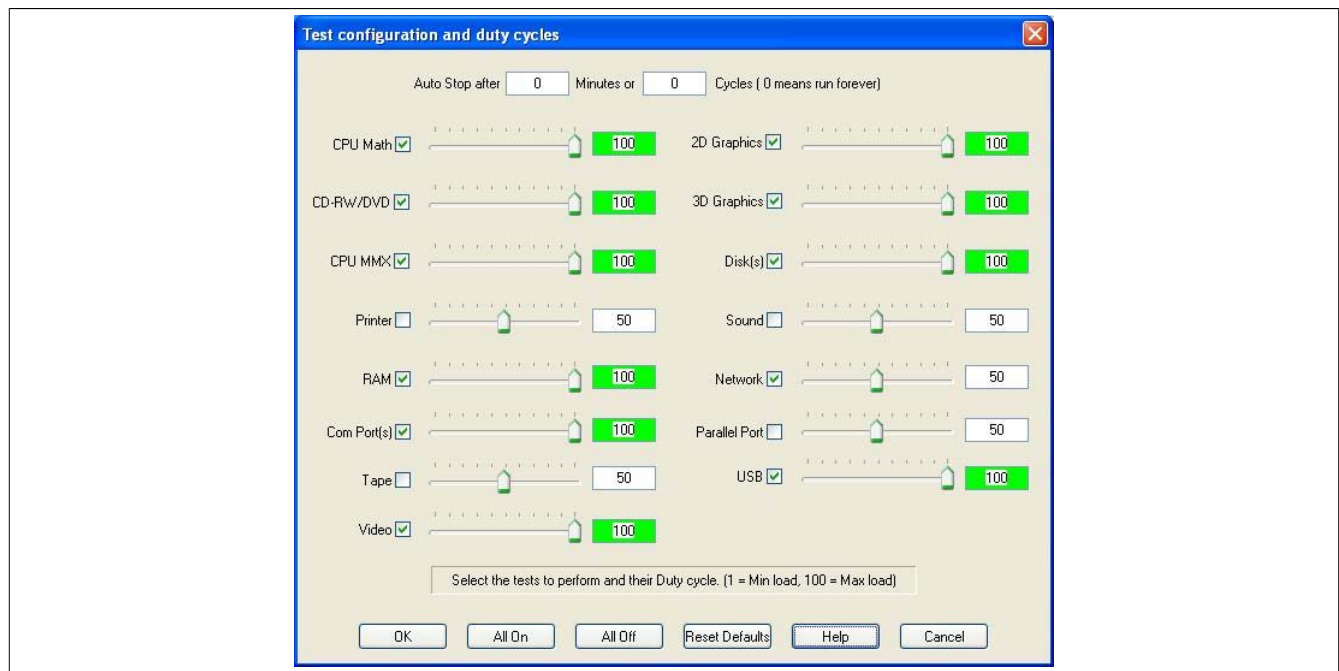 Test configuration and duty cycles
Auto Stop after 0 Minutes or 0 Cycles ( 0 means run forever)
CPU Math 100 2D Graphics 100
CD-RW/DVD 100 3D Graphics 100
CPU MMX 100 Disk(s) 100
Printer 50 Sound 50
RAM 100 Network 50
Com Port(s) 100 Parallel Port 50
Tape 50 USB 100
Video 100
Select the tests to perform and their Duty cycle. (1 = Min load, 100 = Max load)
OK All On All Off Reset Defaults Help Cancel